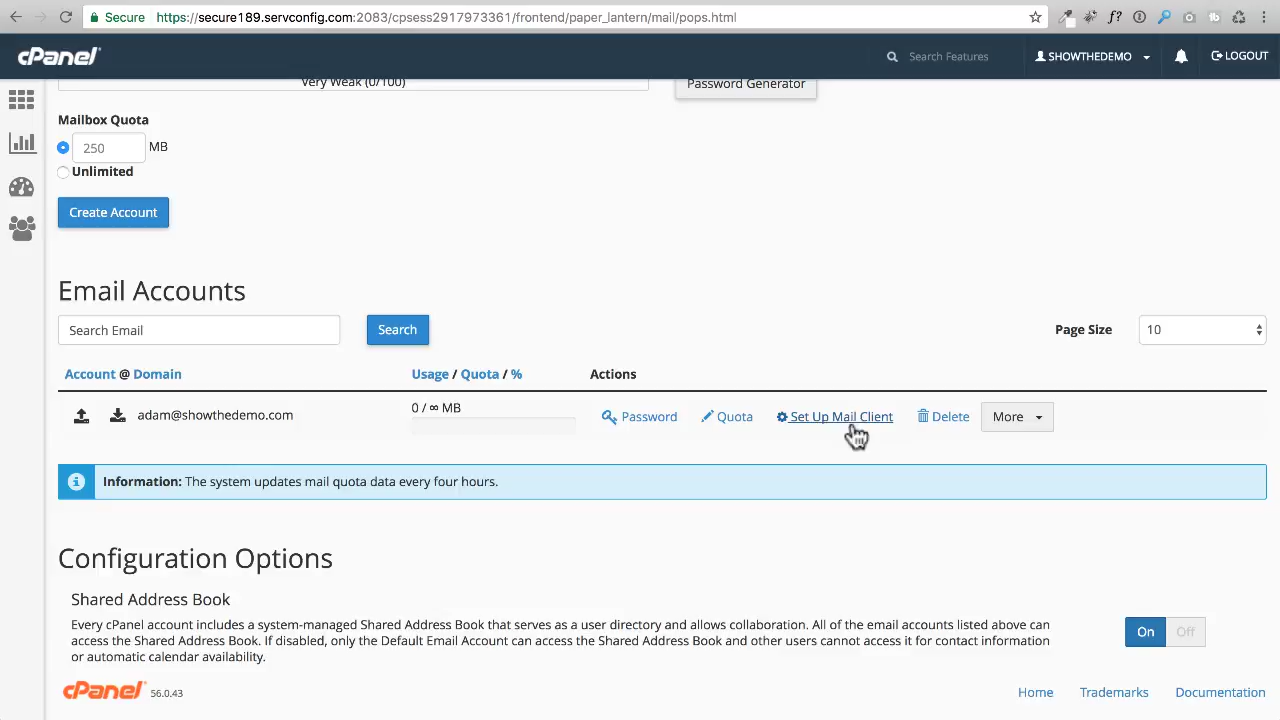 Secure https://secure189.servconfig.com:2083/cpsess2917973361/frontend/paper_lantern/mail/pops.html
cPanel Search Features SHOWTHEDEMO LOGOUT
Very Weak (0/100) Password Generator
Mailbox Quota
250 MB
Unlimited
Create Account
Email Accounts
Search Email Search Page Size 10
Account @ Domain Usage / Quota / % Actions
adam@showthedemo.com 0 / ∞ MB Password Quota Set Up Mail Client Delete More
Information: The system updates mail quota data every four hours.
Configuration Options
Shared Address Book
Every cPanel account includes a system-managed Shared Address Book that serves as a user directory and allows collaboration. All of the email accounts listed above can
access the Shared Address Book. If disabled, only the Default Email Account can access the Shared Address Book and other users cannot access it for contact information
or automatic calendar availability.
On Off
cPanel 56.0.43 Home Trademarks Documentation